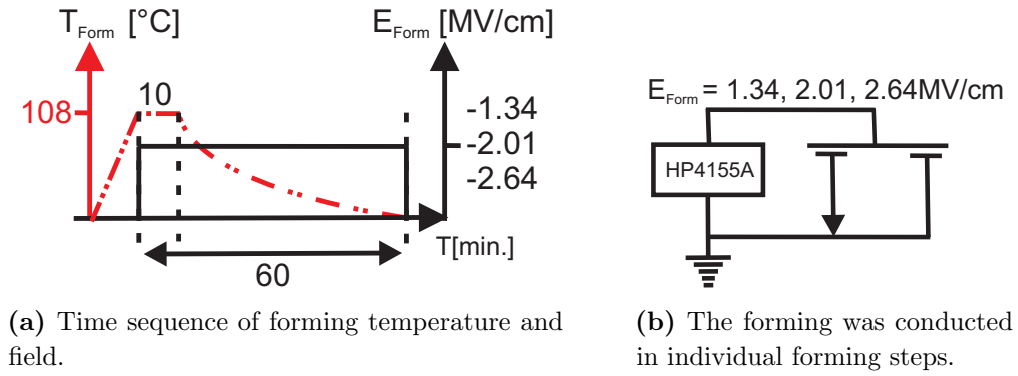 T_Form [°C]
E_Form [MV/cm]
108
10
-1.34
-2.01
-2.64
T[min.]
60
(a) Time sequence of forming temperature and
field.
E_Form = 1.34, 2.01, 2.64MV/cm
HP4155A
(b) The forming was conducted
in individual forming steps.